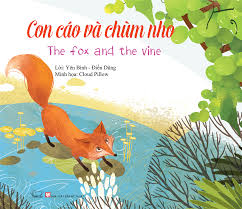 Con cáo và chùm nho
The fox and the vine
Lời: Yên Bình - Điền Dũng
Minh họa: Cloud Pillow